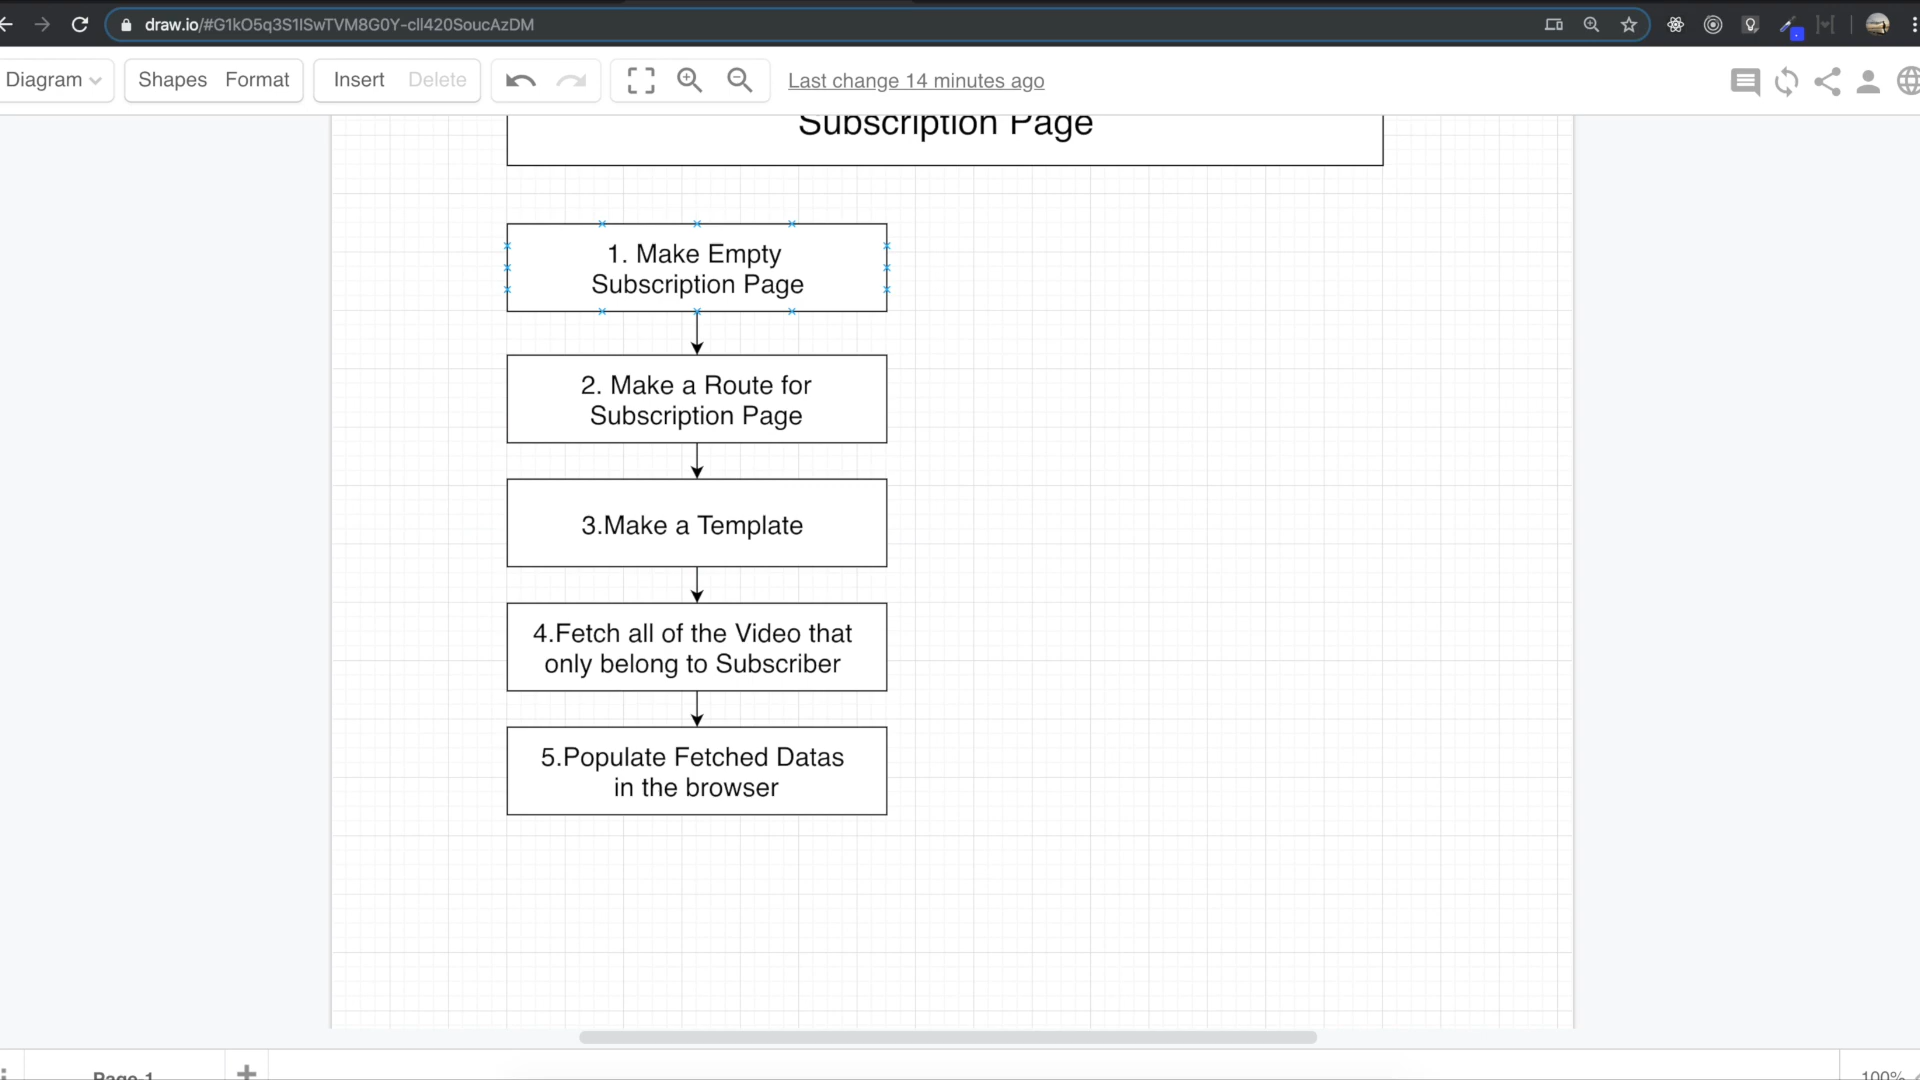 draw.io/#G1kO5q3S1ISwTVM8G0Y-cll420SoucAzDM
Diagram
Shapes
Format
Insert
Delete
Last change 14 minutes ago
Subscription Page
1. Make Empty
Subscription Page
2. Make a Route for
Subscription Page
3.Make a Template
4.Fetch all of the Video that
only belong to Subscriber
5.Populate Fetched Datas
in the browser
Page-1
100%